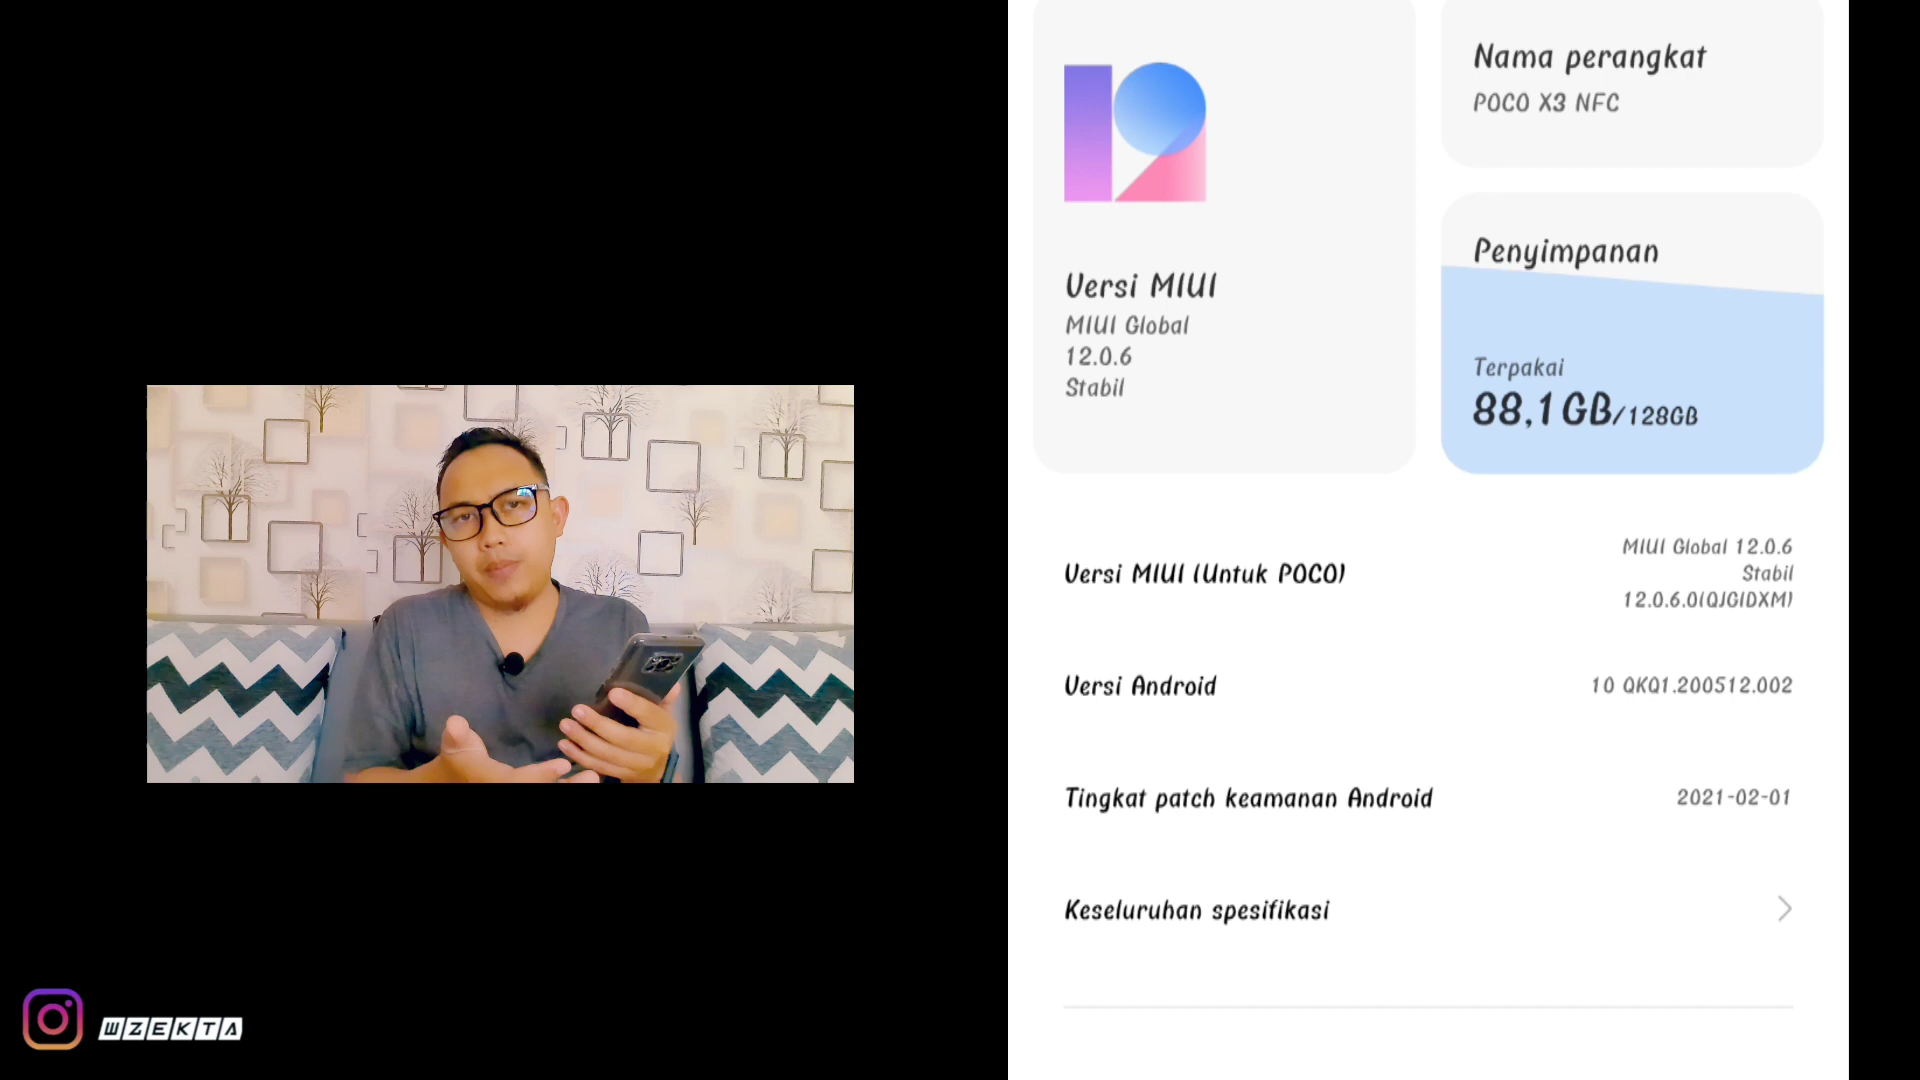 Nama perangkat
POCO X3 NFC
Versi MIUI
MIUI Global
12.0.6
Stabil
Penyimpanan
Terpakai
88,1 GB/128GB
Versi MIUI (Untuk POCO)
MIUI Global 12.0.6
Stabil
12.0.6.0(QJGIDXM)
Versi Android
10 QKQ1.200512.002
Tingkat patch keamanan Android
2021-02-01
Keseluruhan spesifikasi
WZEKTA